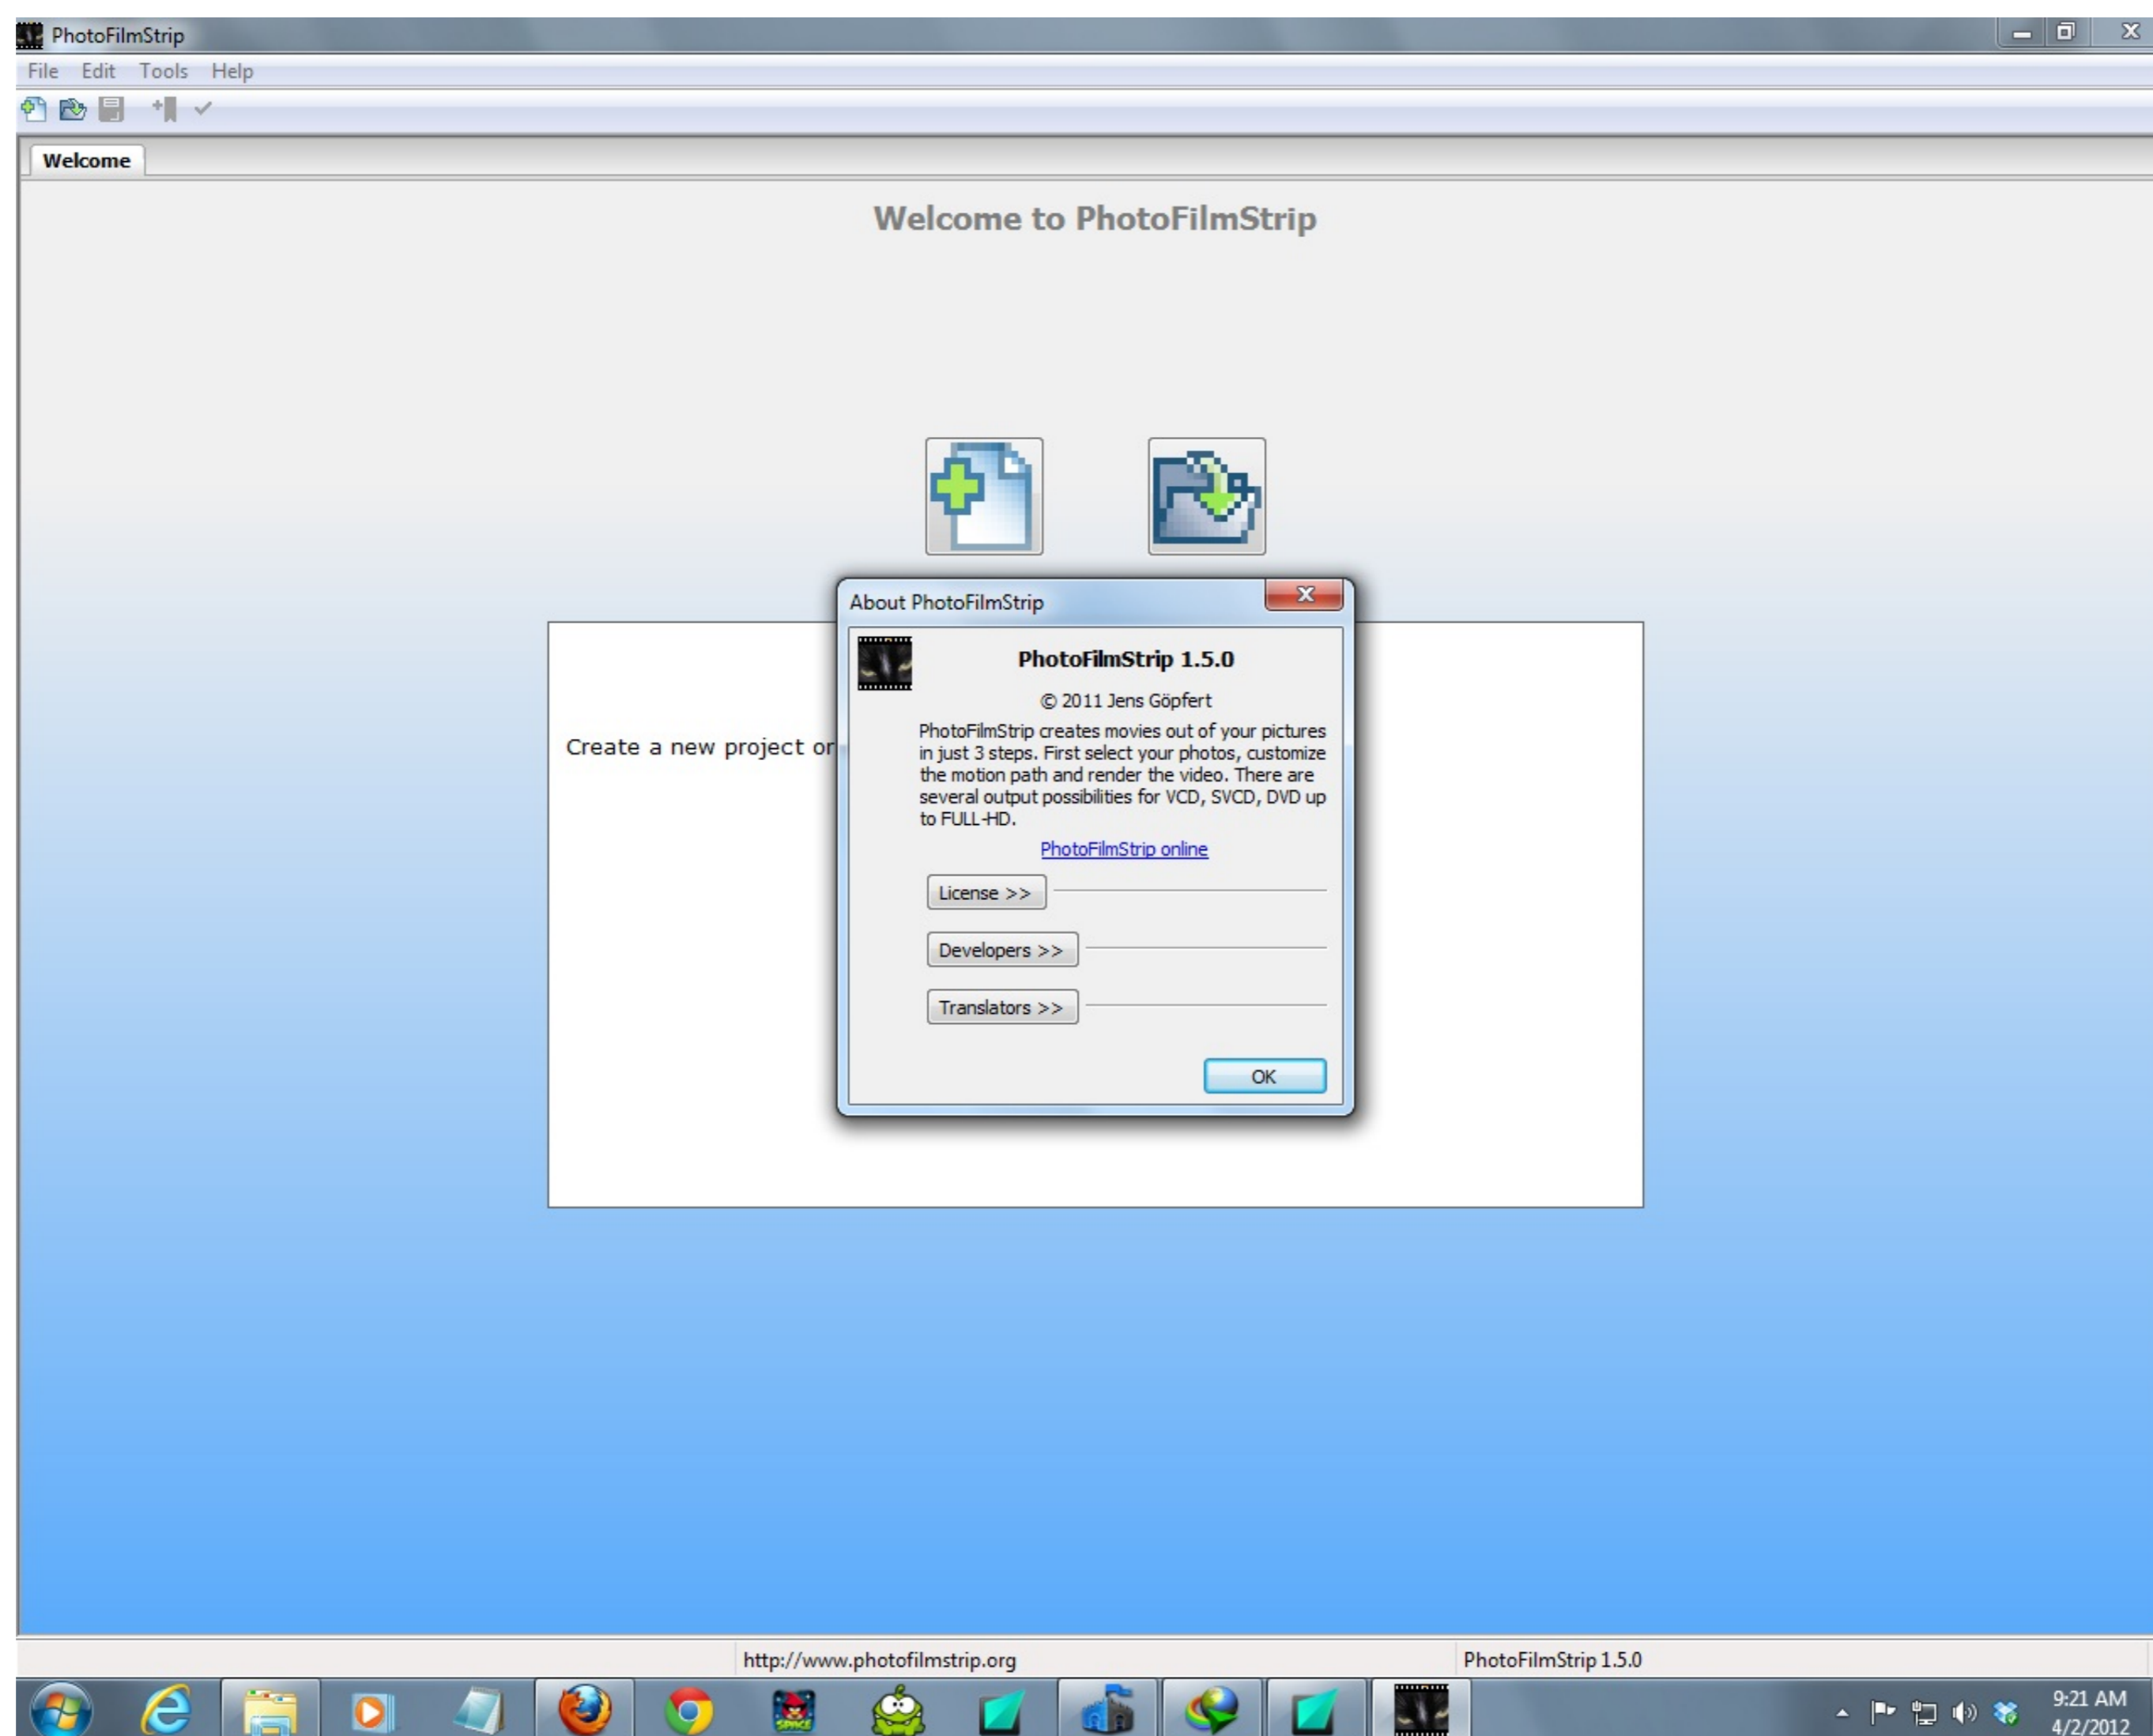 PhotoFilmStrip
File Edit Tools Help
Welcome
Welcome to PhotoFilmStrip
Create a new project or
About PhotoFilmStrip
PhotoFilmStrip 1.5.0
© 2011 Jens Göpfert
PhotoFilmStrip creates movies out of your pictures
in just 3 steps. First select your photos, customize
the motion path and render the video. There are
several output possibilities for VCD, SVCD, DVD up
to FULL-HD.
PhotoFilmStrip online
License >>
Developers >>
Translators >>
OK
http://www.photofilmstrip.org
PhotoFilmStrip 1.5.0
SPACE
9:21 AM
4/2/2012